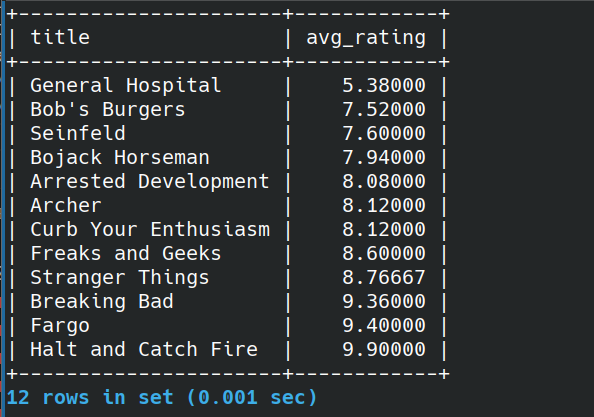 +----------------------+------------+
| title                | avg_rating |
+----------------------+------------+
| General Hospital     |    5.38000 |
| Bob's Burgers        |    7.52000 |
| Seinfeld             |    7.60000 |
| Bojack Horseman      |    7.94000 |
| Arrested Development |    8.08000 |
| Archer               |    8.12000 |
| Curb Your Enthusiasm |    8.12000 |
| Freaks and Geeks     |    8.60000 |
| Stranger Things      |    8.76667 |
| Breaking Bad         |    9.36000 |
| Fargo                |    9.40000 |
| Halt and Catch Fire  |    9.90000 |
+----------------------+------------+
12 rows in set (0.001 sec)